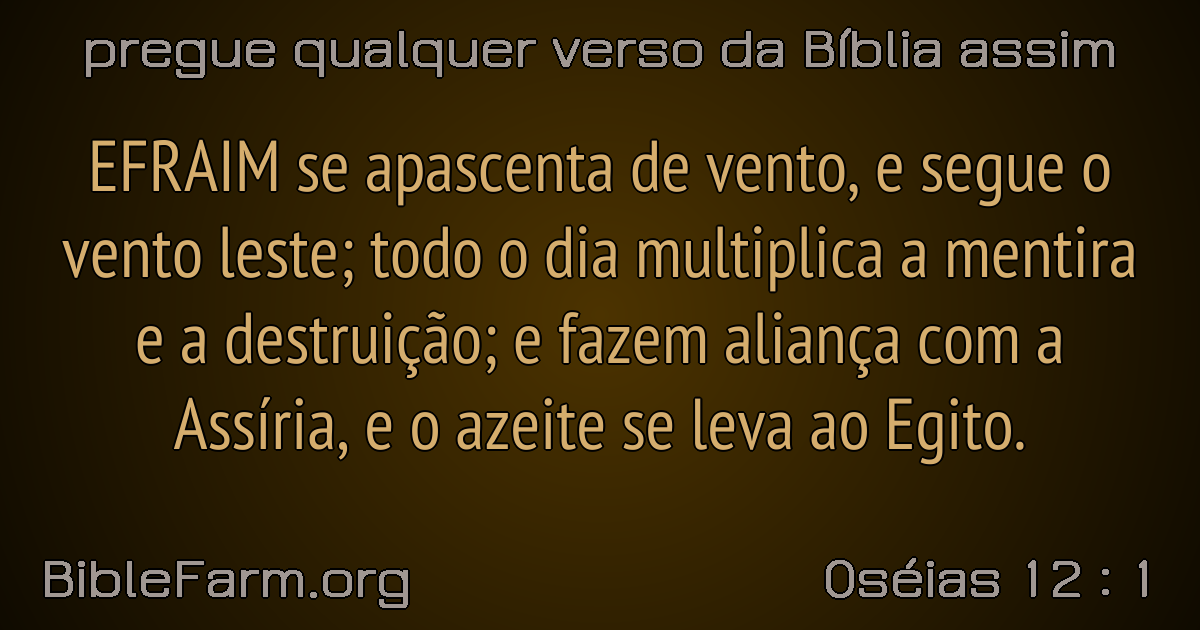 pregue qualquer verso da Bíblia assim
EFRAIM se apascenta de vento, e segue o
vento leste; todo o dia multiplica a mentira
e a destruição; e fazem aliança com a
Assíria, e o azeite se leva ao Egito.
BibleFarm.org
Oséias 12 : 1